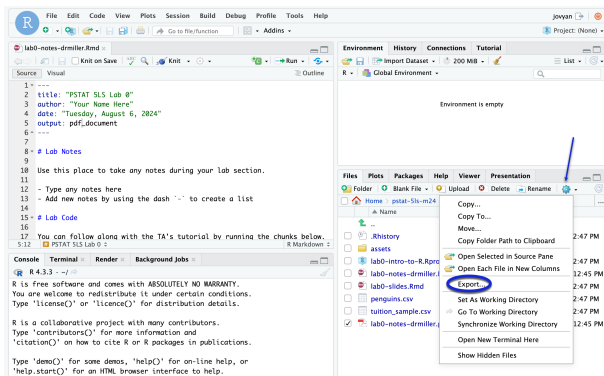 R
File Edit Code View Plots Session Build Debug Profile Tools Help
jovyan
Go to file/function
Addins
Project: (None)
lab0-notes-drmiller.Rmd
Knit on Save
Knit
Run
Source Visual
Outline
1 ---
2 title: "PSTAT 5LS Lab 0"
3 author: "Your Name Here"
4 date: "Tuesday, August 6, 2024"
5 output: pdf_document
6 ---
7
8 # Lab Notes
9
10 Use this place to take any notes during your lab section.
11
12 - Type any notes here
13 - Add new notes by using the dash `-` to create a list
14
15 # Lab Code
16
17 You can follow along with the TA's tutorial by running the chunks below.
5:12 PSTAT 5LS Lab 0 R Markdown
Console Terminal Render Background Jobs
R 4.3.3 · ~/
R is free software and comes with ABSOLUTELY NO WARRANTY.
You are welcome to redistribute it under certain conditions.
Type 'license()' or 'licence()' for distribution details.
R is a collaborative project with many contributors.
Type 'contributors()' for more information and
'citation()' on how to cite R or R packages in publications.
Type 'demo()' for some demos, 'help()' for on-line help, or
'help.start()' for an HTML browser interface to help.
Environment History Connections Tutorial
Import Dataset 200 MiB List
R Global Environment
Environment is empty
Files Plots Packages Help Viewer Presentation
Folder Blank File Upload Delete Rename
Home pstat-5ls-m24
Name
..
.Rhistory 2:47 PM
assets
lab0-intro-to-R.Rpro 2:47 PM
lab0-notes-drmiller. 12:45 PM
lab0-slides.Rmd 2:47 PM
penguins.csv 2:47 PM
tuition_sample.csv 2:47 PM
lab0-notes-drmiller.p 12:45 PM
Copy...
Copy To...
Move...
Copy Folder Path to Clipboard
Open Selected in Source Pane
Open Each File in New Columns
Export...
Set As Working Directory
Go To Working Directory
Synchronize Working Directory
Open New Terminal Here
Show Hidden Files